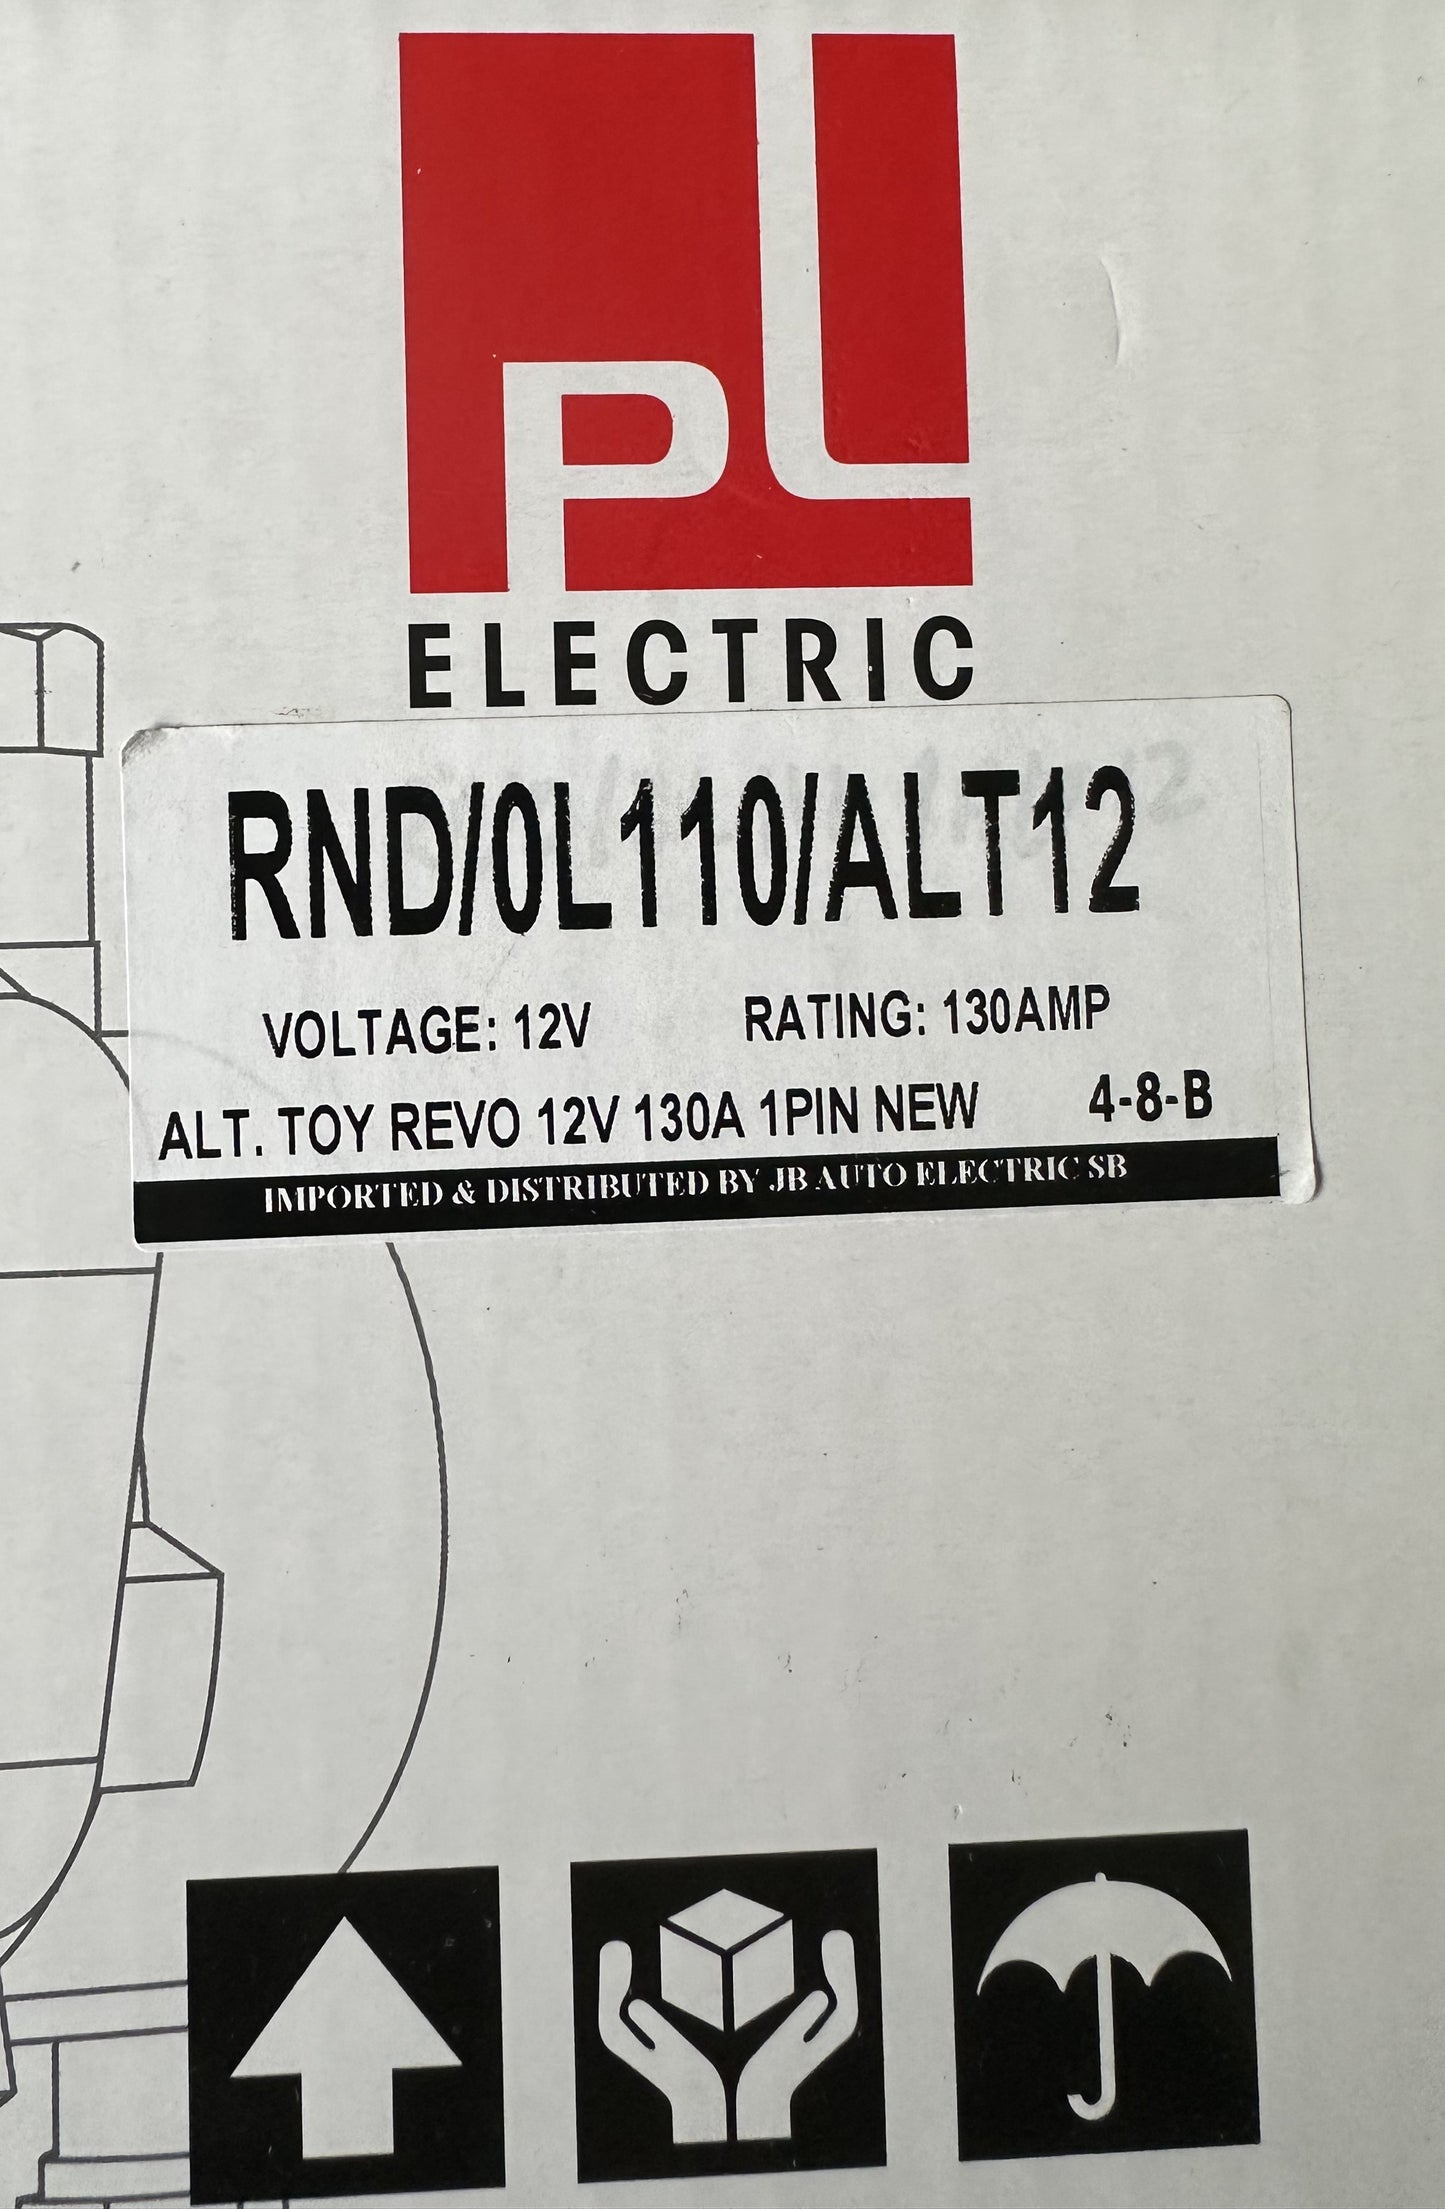 PL
ELECTRIC
RND/0L110/ALT12
VOLTAGE: 12V RATING: 130AMP
ALT. TOY REVO 12V 130A 1PIN NEW 4-8-B
IMPORTED & DISTRIBUTED BY JB AUTO ELECTRIC SB